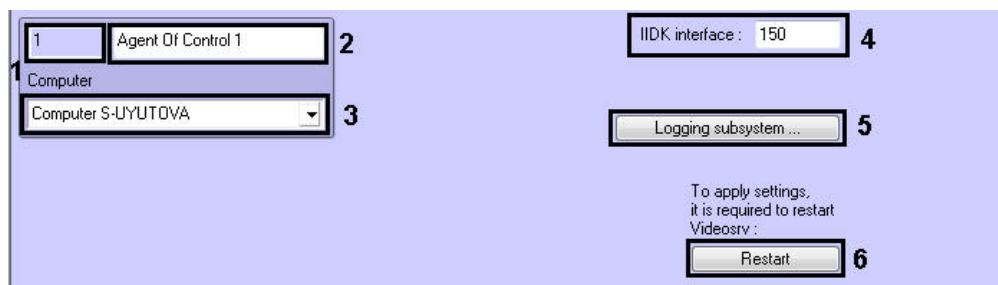 1 Agent Of Control 1 2
1
Computer
Computer S-UYUTOVA 3
IIDK interface : 150 4
Logging subsystem ... 5
To apply settings,
it is required to restart
Videosrv :
Restart 6